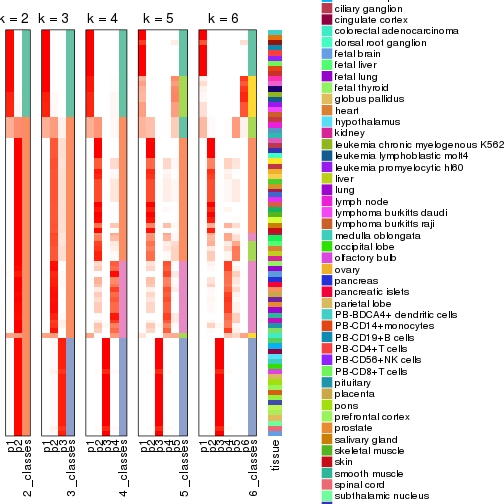 k = 2
k = 3
k = 4
k = 5
k = 6
ciliary ganglion
cingulate cortex
colorectal adenocarcinoma
dorsal root ganglion
fetal brain
fetal liver
fetal lung
fetal thyroid
globus pallidus
heart
hypothalamus
kidney
leukemia chronic myelogenous K562
leukemia lymphoblastic molt4
leukemia promyelocytic hl60
liver
lung
lymph node
lymphoma burkitts daudi
lymphoma burkitts raji
medulla oblongata
occipital lobe
olfactory bulb
ovary
pancreas
pancreatic islets
parietal lobe
PB-BDCA4+ dendritic cells
PB-CD14+monocytes
PB-CD19+B cells
PB-CD4+T cells
PB-CD56+NK cells
PB-CD8+T cells
pituitary
placenta
pons
prefrontal cortex
prostate
salivary gland
skeletal muscle
skin
smooth muscle
spinal cord
subthalamic nucleus
p1
p2
2_classes
p1
p2
p3
3_classes
p1
p2
p3
p4
4_classes
p1
p2
p3
p4
p5
5_classes
p1
p2
p3
p4
p5
p6
6_classes
tissue